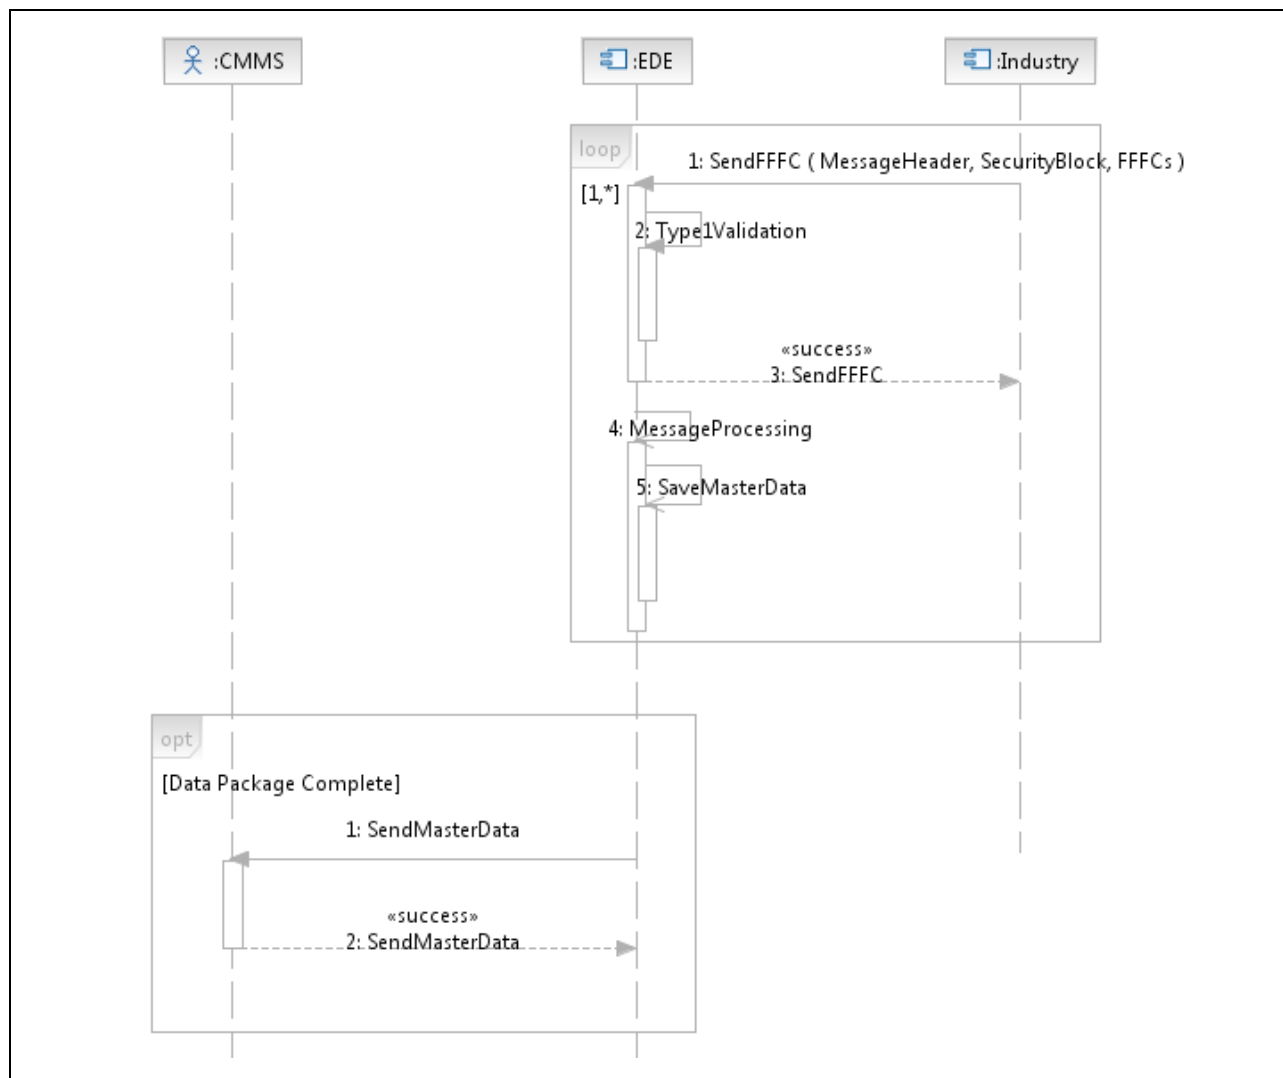 :CMMS
:EDE
:Industry
loop
1: SendFFFC ( MessageHeader, SecurityBlock, FFFCs )
[1,*]
2: Type1Validation
«success»
3: SendFFFC
4: MessageProcessing
5: SaveMasterData
opt
[Data Package Complete]
1: SendMasterData
«success»
2: SendMasterData